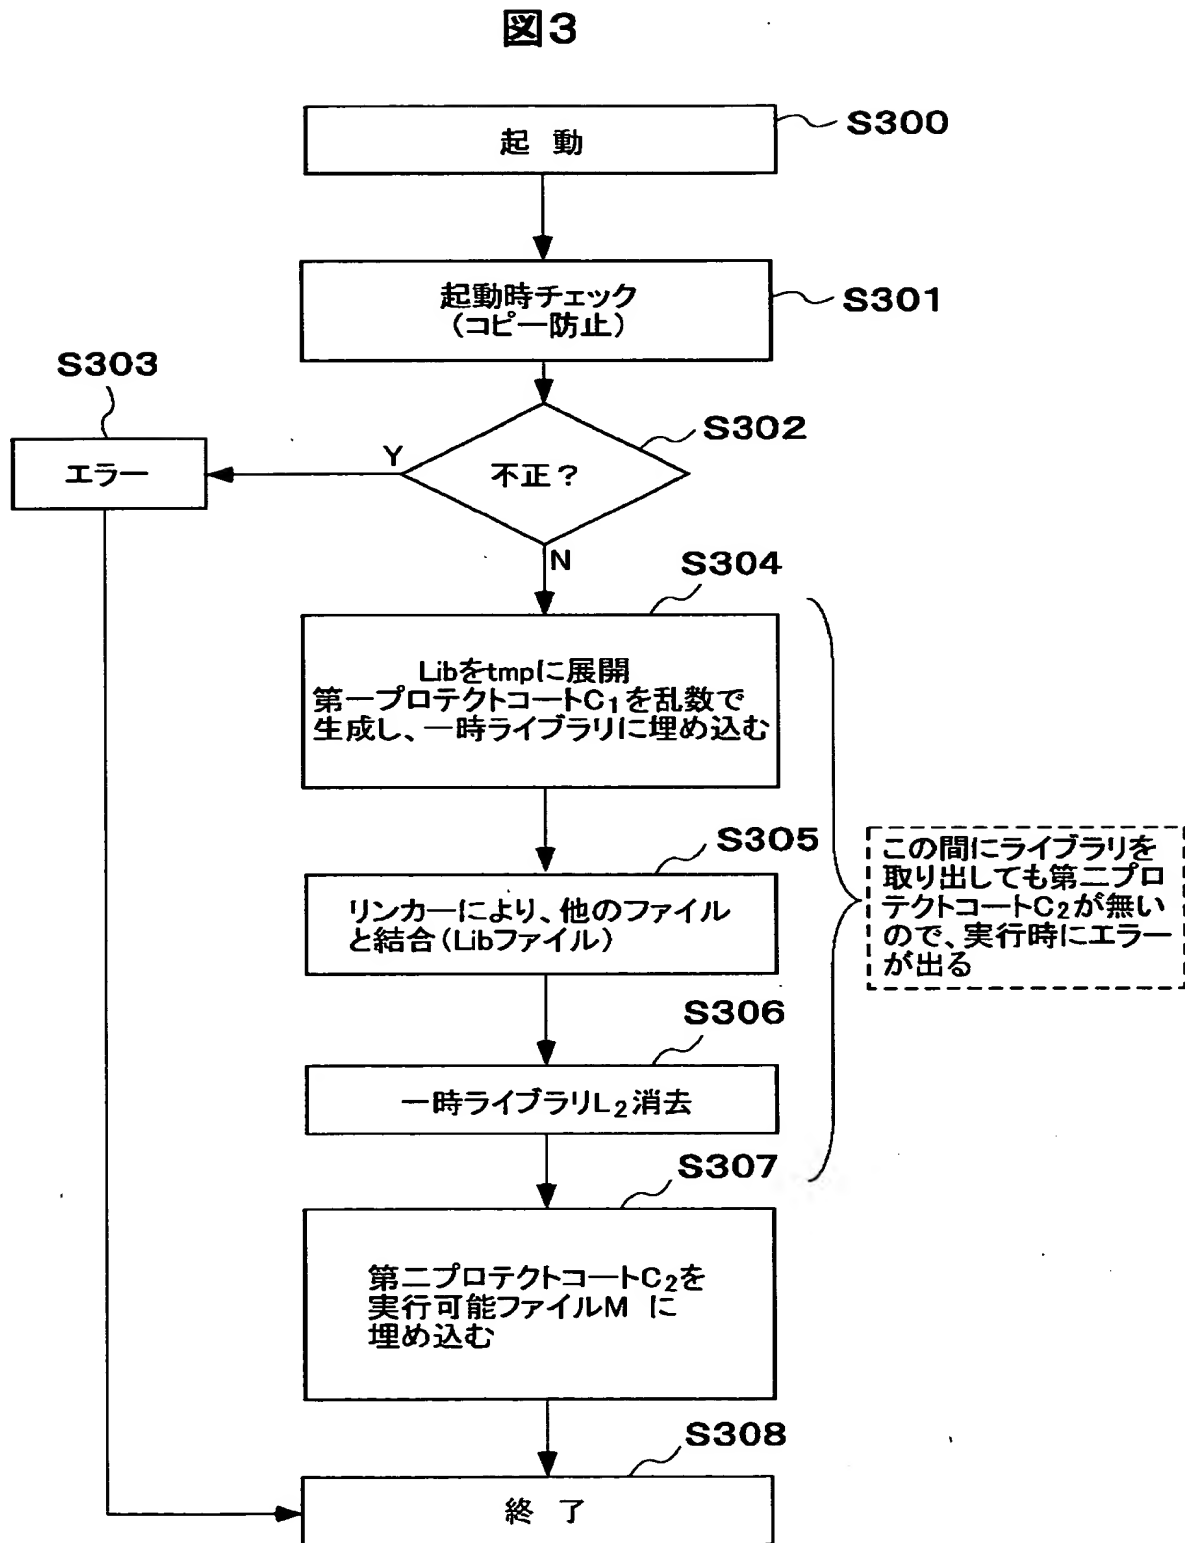 図3
起 動
S300
起動時チェック
(コピー防止)
S301
S303
エラー
Y
不正?
S302
N
S304
Libをtmpに展開
第一プロテクトコートC₁を乱数で
生成し、一時ライブラリに埋め込む
S305
リンカーにより、他のファイル
と結合(Libファイル)
この間にライブラリを
取り出しても第二プロ
テクトコートC₂が無い
ので、実行時にエラー
が出る
S306
一時ライブラリL₂消去
S307
第二プロテクトコートC₂を
実行可能ファイルM に
埋め込む
S308
終 了